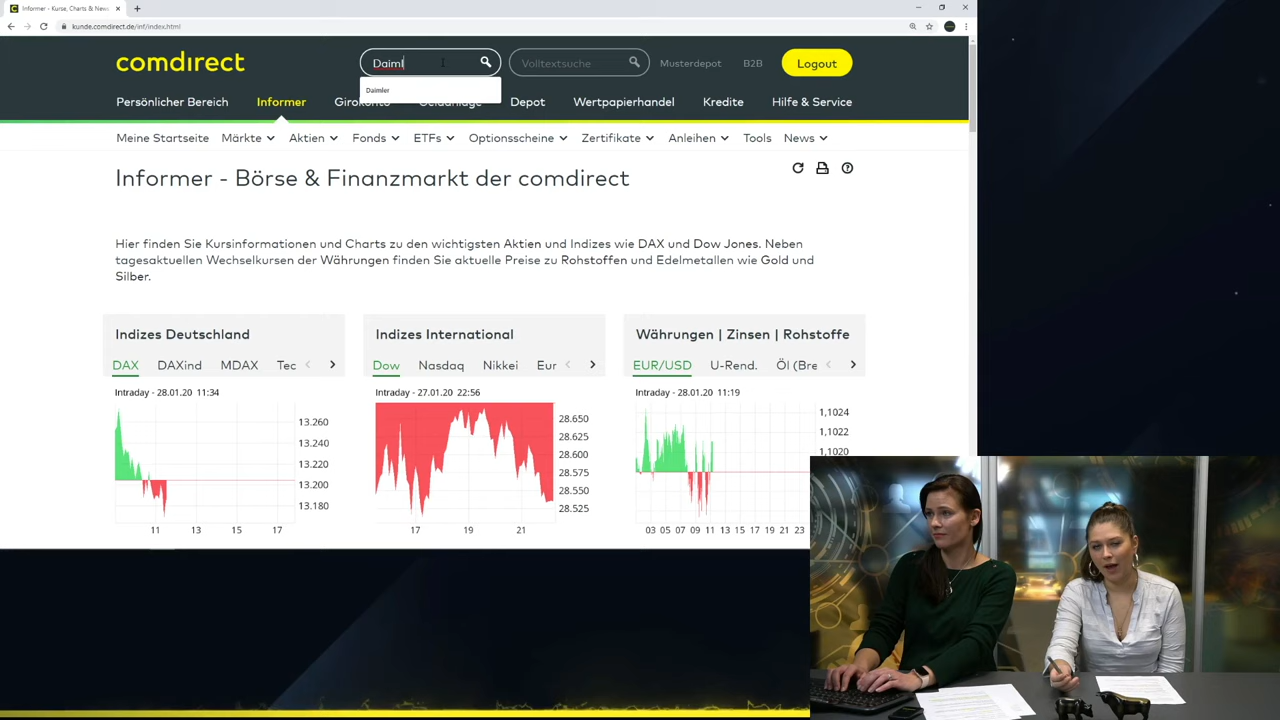 Informer - Kurse, Charts & News
kunde.comdirect.de/inf/index.html
comdirect
Daiml
Volltextsuche
Musterdepot
B2B
Logout
Daimler
Persönlicher Bereich
Informer
Geldanlage
Depot
Wertpapierhandel
Kredite
Hilfe & Service
Meine Startseite
Märkte
Aktien
Fonds
ETFs
Optionsscheine
Zertifikate
Anleihen
Tools
News
Informer - Börse & Finanzmarkt der comdirect
Hier finden Sie Kursinformationen und Charts zu den wichtigsten Aktien und Indizes wie DAX und Dow Jones. Neben
tagesaktuellen Wechselkursen der Währungen finden Sie aktuelle Preise zu Rohstoffen und Edelmetallen wie Gold und
Silber.
Indizes Deutschland
DAX DAXind MDAX Tec
Intraday - 28.01.20 11:34
13.260
13.240
13.220
13.200
13.180
11 13 15 17
Indizes International
Dow Nasdaq Nikkei Eur
Intraday - 27.01.20 22:56
28.650
28.625
28.600
28.575
28.550
28.525
17 19 21
Währungen | Zinsen | Rohstoffe
EUR/USD U-Rend. Öl (Bre
Intraday - 28.01.20 11:19
1,1024
1,1022
1,1020
03 05 07 09 11 13 15 17 19 21 23